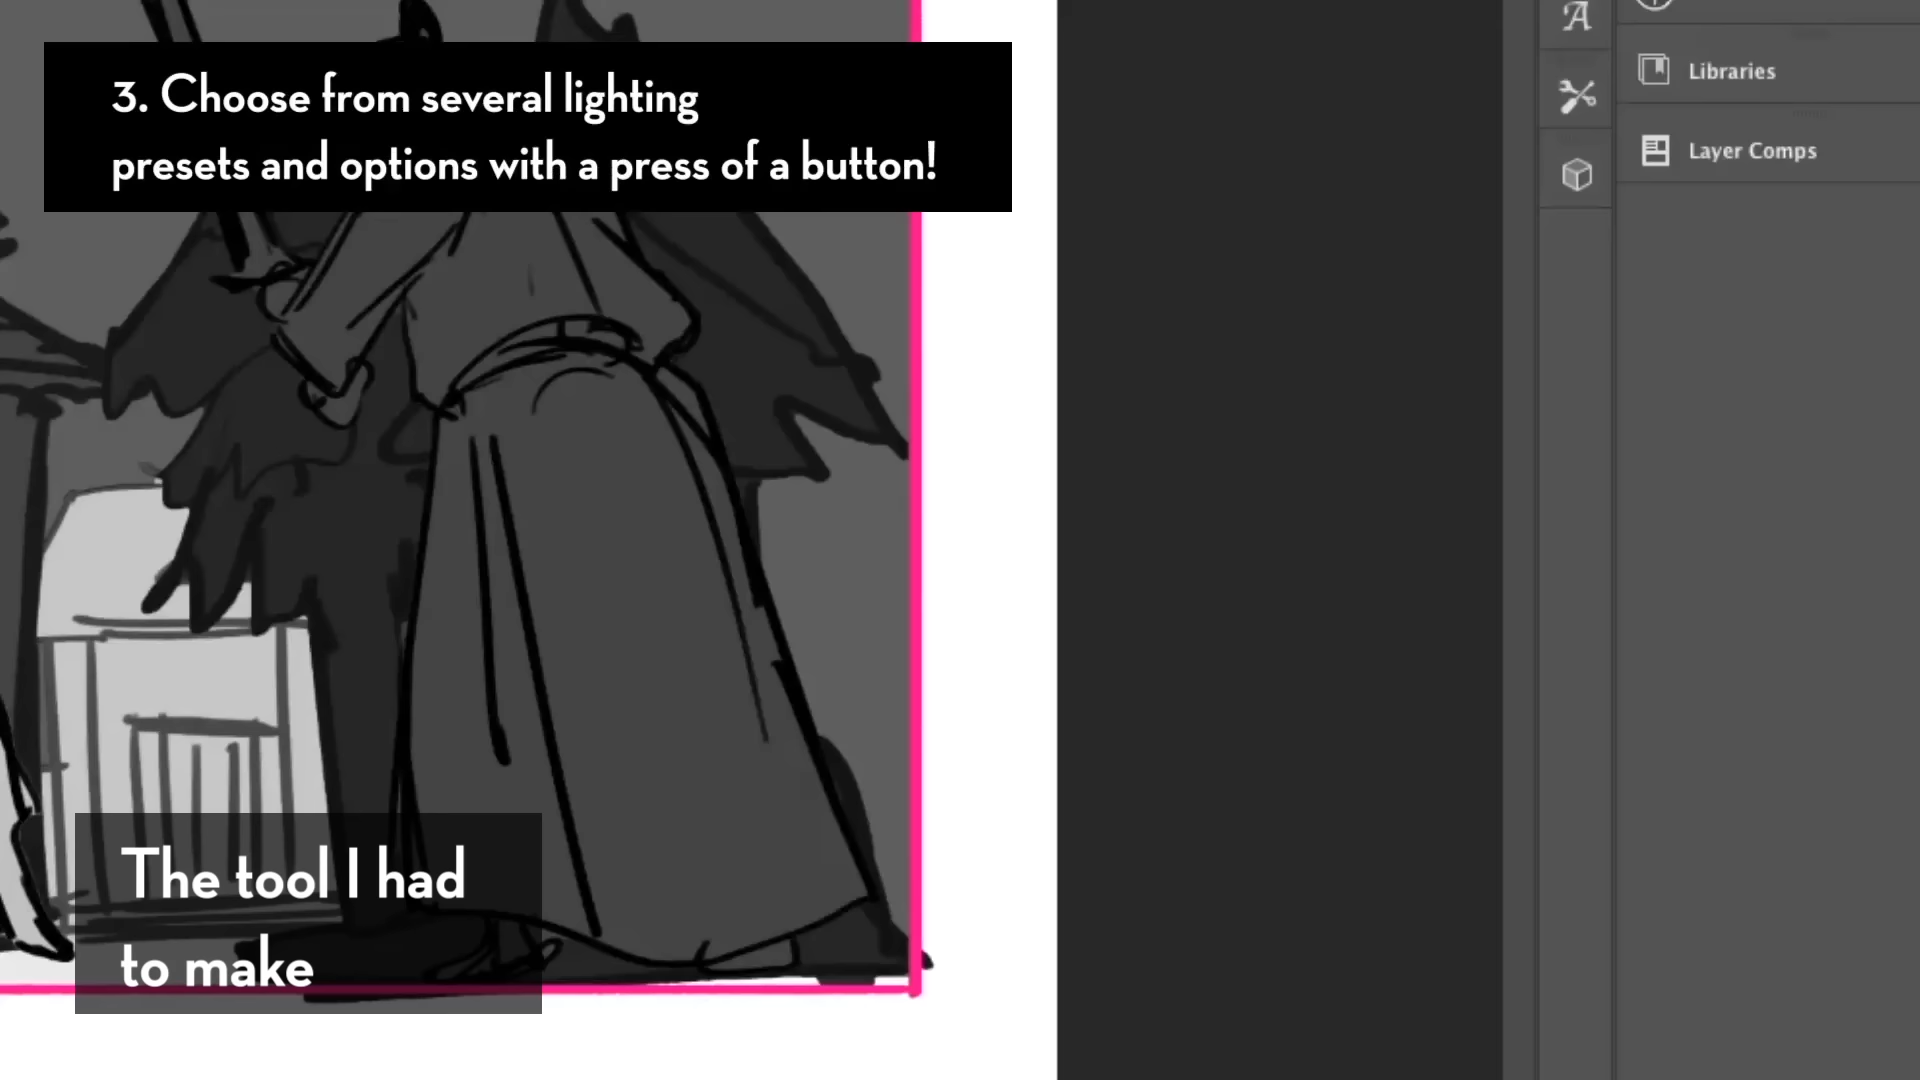 3. Choose from several lighting
presets and options with a press of a button!
Libraries
Layer Comps
The tool I had
to make